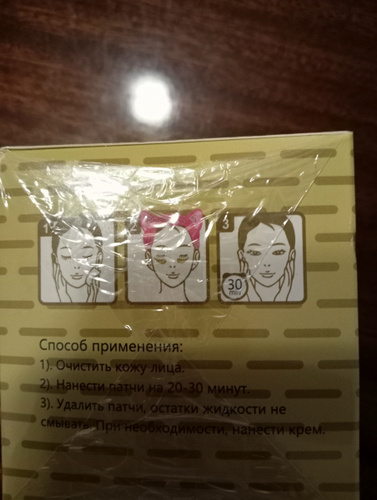 1
2
3
30
min
Способ применения:
1). Очистить кожу лица.
2). Нанести патчи на 20-30 минут.
3). Удалить патчи, остатки жидкости не
смывать. При необходимости, нанести крем.